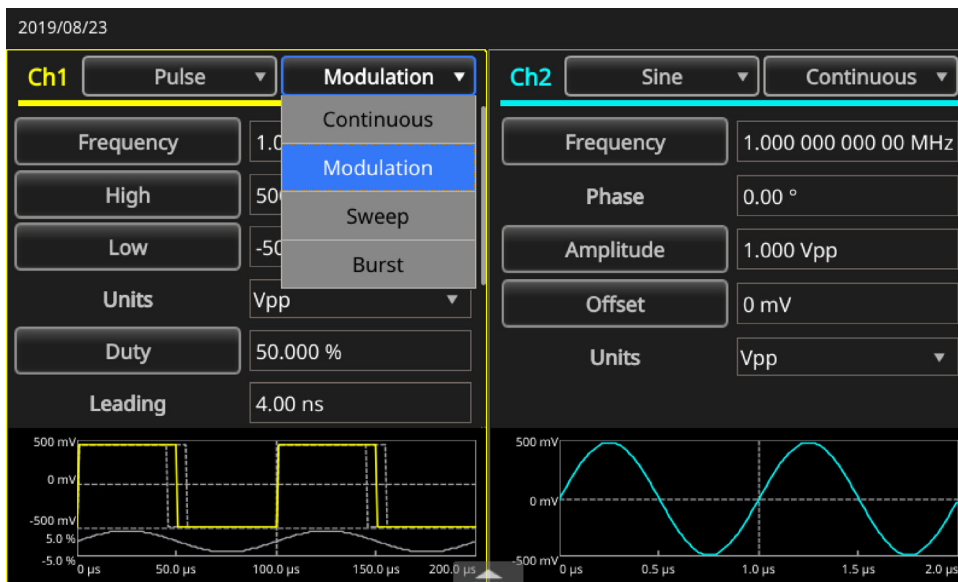 2019/08/23
Ch1 Pulse Modulation
Continuous
Modulation
Sweep
Burst
Frequency 1.0
High 500
Low -50
Units Vpp
Duty 50.000 %
Leading 4.00 ns
500 mV
0 mV
-500 mV
5.0 %
-5.0 %
0 µs 50.0 µs 100.0 µs 150.0 µs 200.0 µs
Ch2 Sine Continuous
Frequency 1.000 000 000 00 MHz
Phase 0.00 °
Amplitude 1.000 Vpp
Offset 0 mV
Units Vpp
500 mV
0 mV
-500 mV
0 µs 0.5 µs 1.0 µs 1.5 µs 2.0 µs